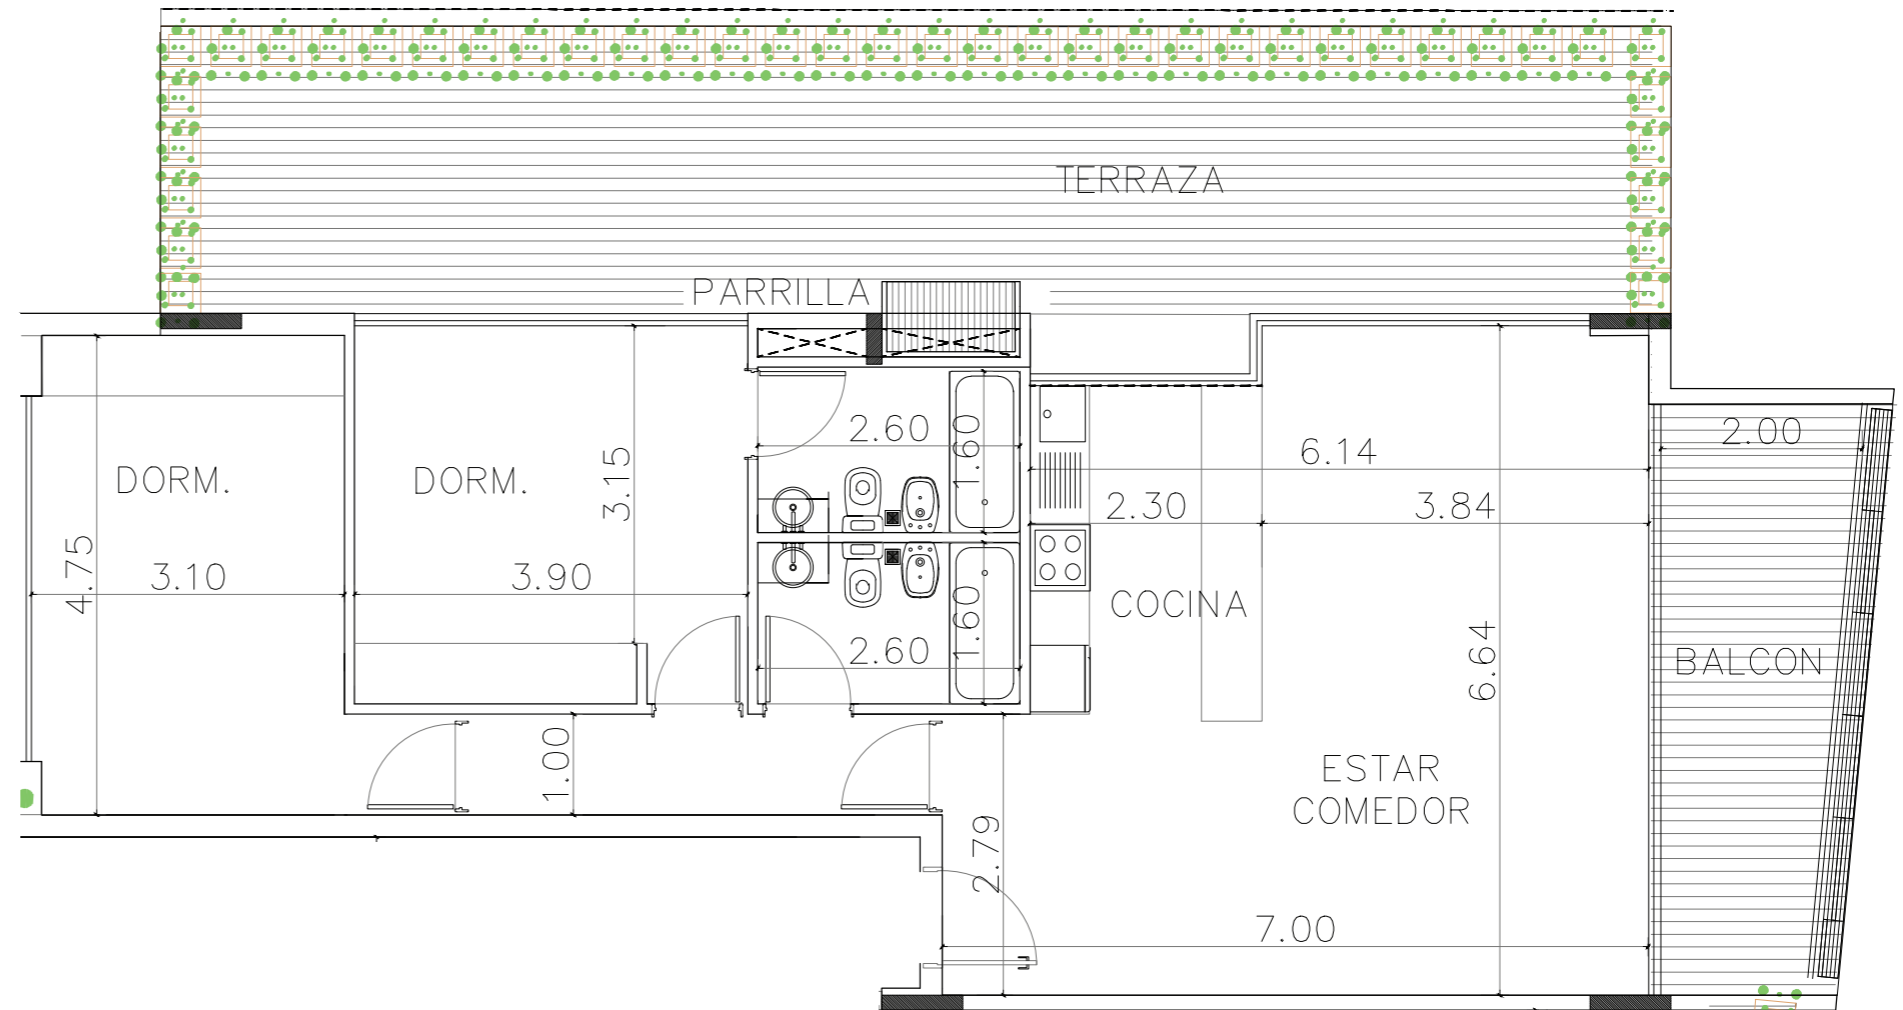 TERRAZA
PARRILLA
2.60
1.60
6.14
2.00
DORM.
DORM.
3.15
2.30
3.84
4.75
3.10
3.90
COCINA
1.60
2.60
6.64
BALCON
1.00
ESTAR
COMEDOR
2.79
7.00